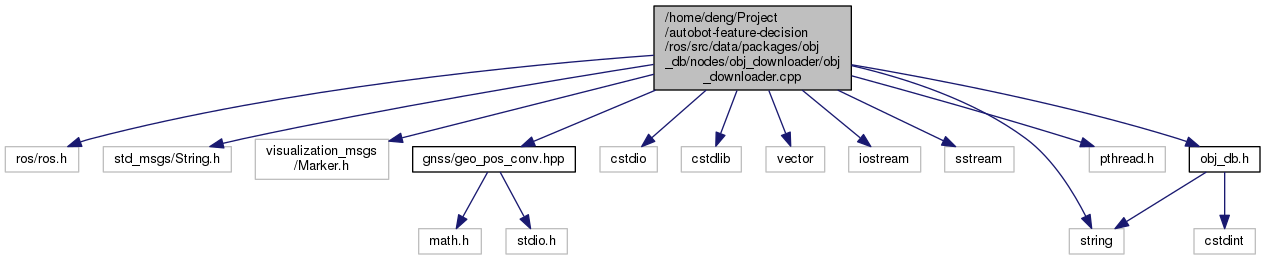 /home/deng/Project
/autobot-feature-decision
/ros/src/data/packages/obj
_db/nodes/obj_downloader/obj
_downloader.cpp
ros/ros.h
std_msgs/String.h
visualization_msgs
/Marker.h
gnss/geo_pos_conv.hpp
cstdio
cstdlib
vector
iostream
sstream
pthread.h
obj_db.h
math.h
stdio.h
string
cstdint